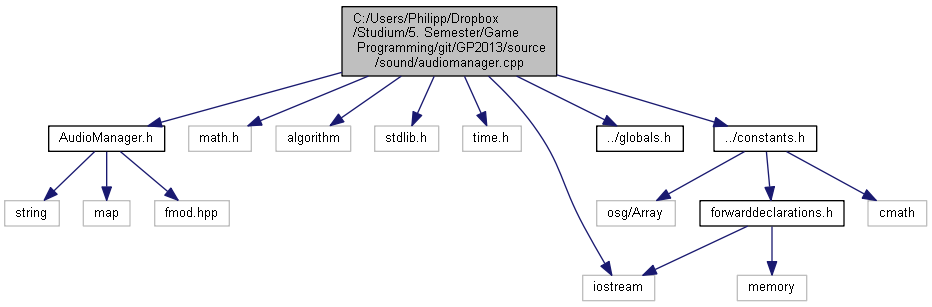 C:/Users/Philipp/Dropbox
/Studium/5. Semester/Game
Programming/git/GP2013/source
/sound/audiomanager.cpp
AudioManager.h
math.h
algorithm
stdlib.h
time.h
../globals.h
../constants.h
string
map
fmod.hpp
osg/Array
forwarddeclarations.h
cmath
iostream
memory